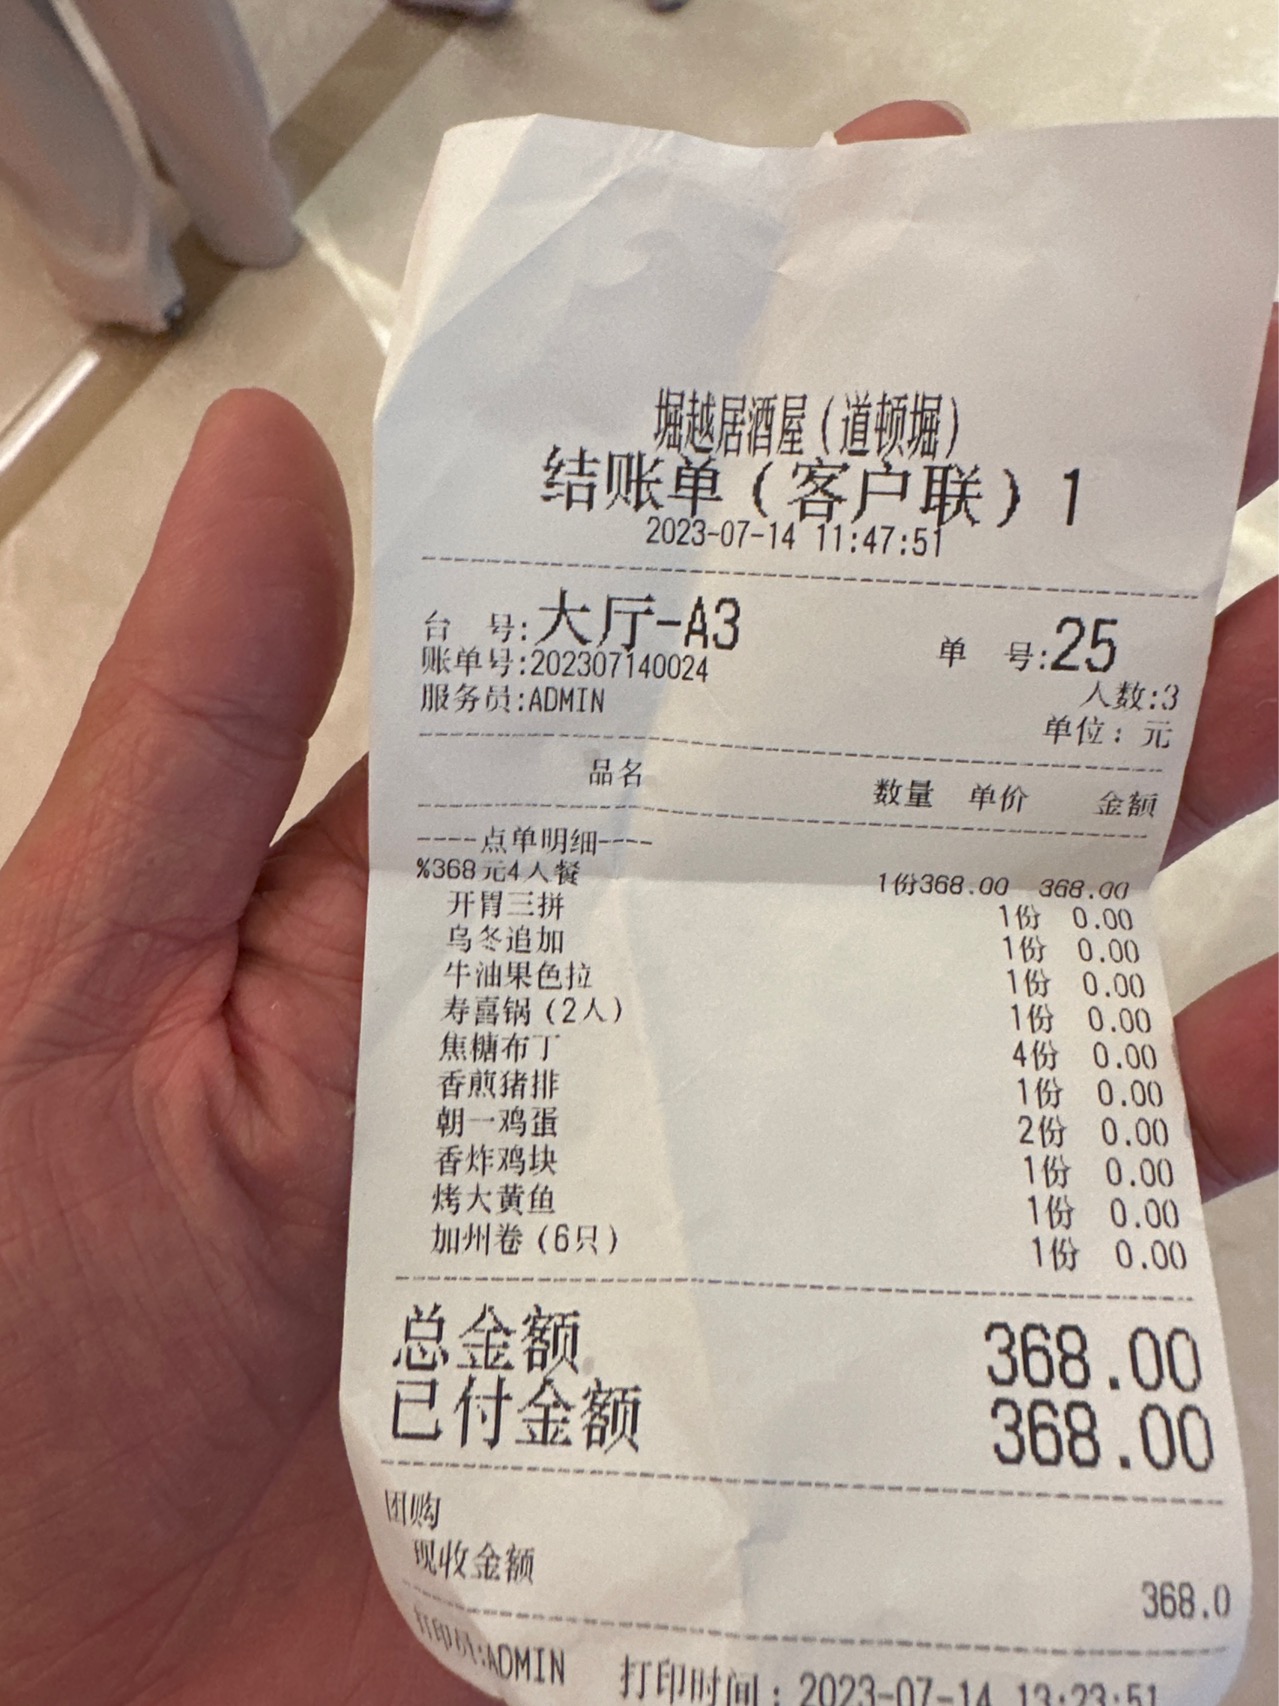 堀越居酒屋（道顿堀）
结账单（客户联）1
2023-07-14 11:47:51
台 号:大厅-A3 单 号:25
账单号:202307140024
服务员:ADMIN 人数:3
单位：元
品名 数量 单价 金额
----点单明细----
%368元4人餐 1份368.00 368.00
开胃三拼 1份 0.00
乌冬追加 1份 0.00
牛油果色拉 1份 0.00
寿喜锅（2人） 1份 0.00
焦糖布丁 4份 0.00
香煎猪排 1份 0.00
朝一鸡蛋 2份 0.00
香炸鸡块 1份 0.00
烤大黄鱼 1份 0.00
加州卷（6只） 1份 0.00
总金额 368.00
已付金额 368.00
团购
现收金额 368.0
打印员:ADMIN 打印时间：2023-07-14 13:23:51